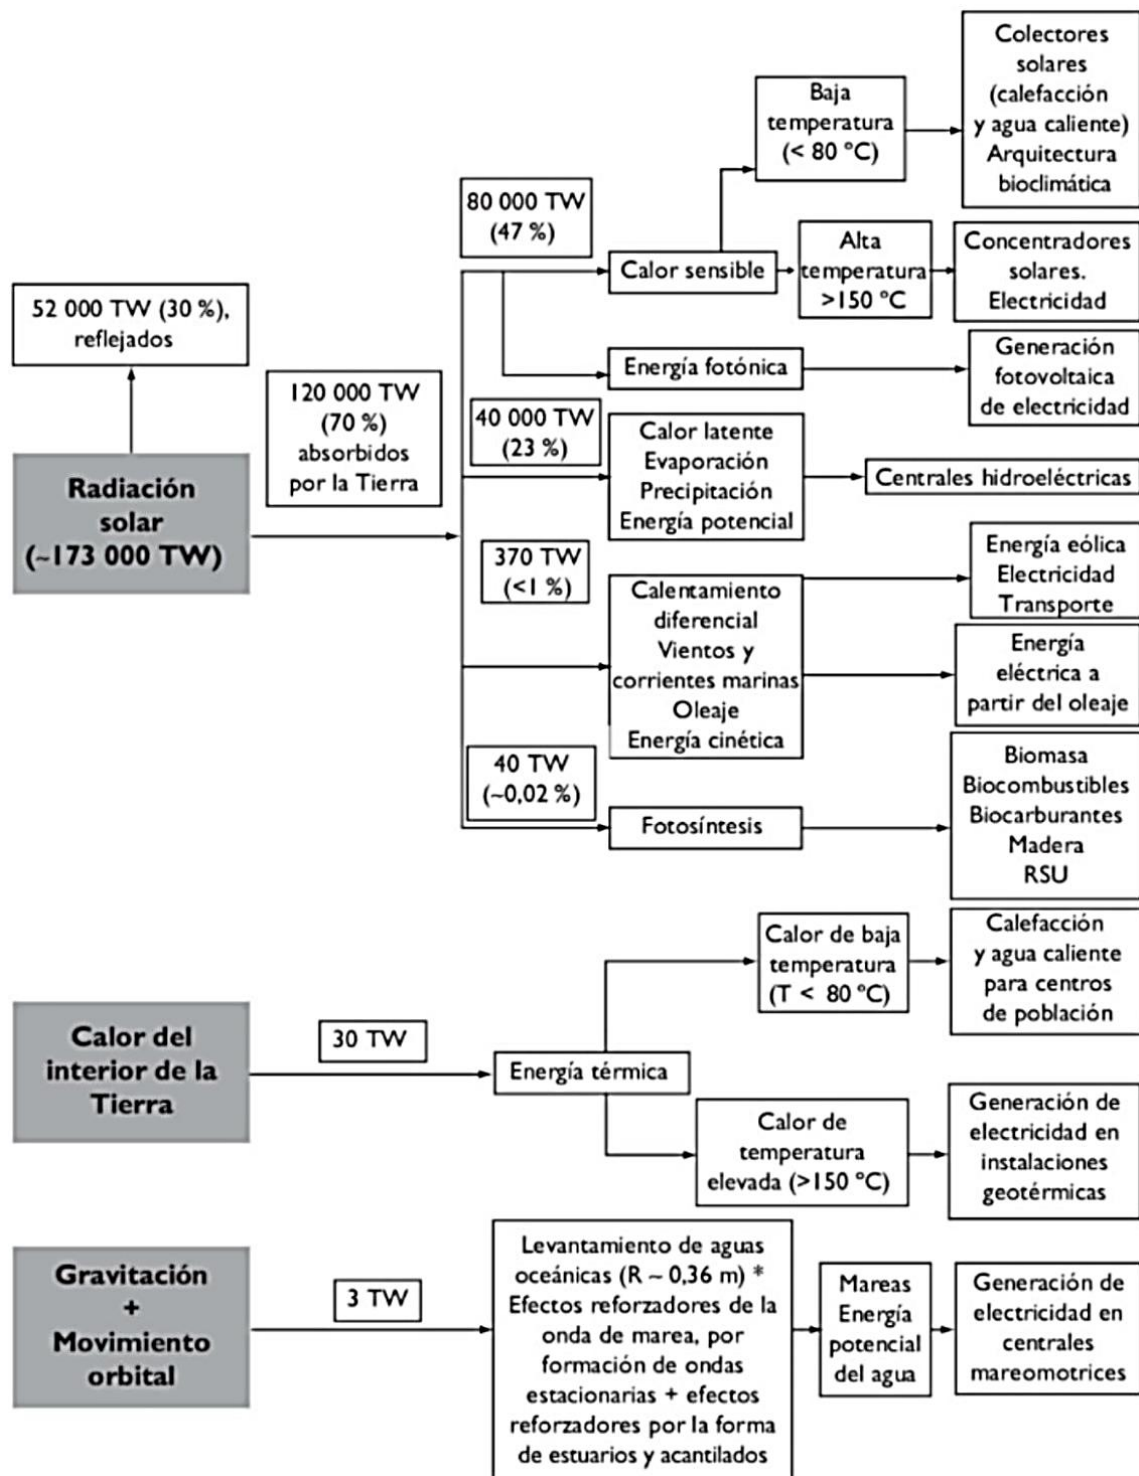 Colectores
solares
(calefacción
y agua caliente)
Arquitectura
bioclimática
Baja
temperatura
(< 80 °C)
80 000 TW
(47 %)
Calor sensible
Alta
temperatura
>150 °C
Concentradores
solares.
Electricidad
52 000 TW (30 %),
reflejados
Energía fotónica
Generación
fotovoltaica
de electricidad
120 000 TW
(70 %)
absorbidos
por la Tierra
40 000 TW
(23 %)
Calor latente
Evaporación
Precipitación
Energía potencial
Centrales hidroeléctricas
Radiación
solar
(~173 000 TW)
370 TW
(<1 %)
Calentamiento
diferencial
Vientos y
corrientes marinas
Oleaje
Energía cinética
Energía eólica
Electricidad
Transporte
Energía
eléctrica a
partir del oleaje
40 TW
(~0,02 %)
Fotosíntesis
Biomasa
Biocombustibles
Biocarburantes
Madera
RSU
Calor del
interior de la
Tierra
30 TW
Energía térmica
Calor de baja
temperatura
(T < 80 °C)
Calefacción
y agua caliente
para centros
de población
Calor de
temperatura
elevada (>150 °C)
Generación de
electricidad en
instalaciones
geotérmicas
Gravitación
+
Movimiento
orbital
3 TW
Levantamiento de aguas
oceánicas (R ~ 0,36 m) *
Efectos reforzadores de la
onda de marea, por
formación de ondas
estacionarias + efectos
reforzadores por la forma
de estuarios y acantilados
Mareas
Energía
potencial
del agua
Generación de
electricidad en
centrales
mareomotrices